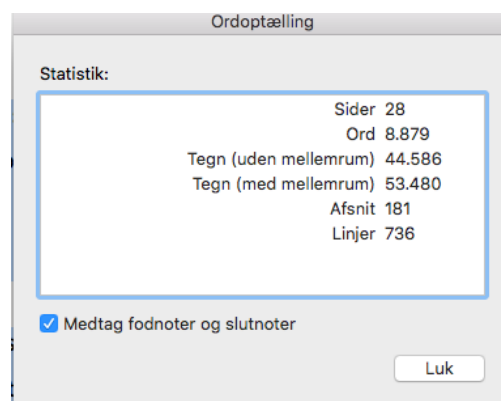 Ordoptælling
Statistik:
Sider 28
Ord 8.879
Tegn (uden mellemrum) 44.586
Tegn (med mellemrum) 53.480
Afsnit 181
Linjer 736
Medtag fodnoter og slutnoter
Luk